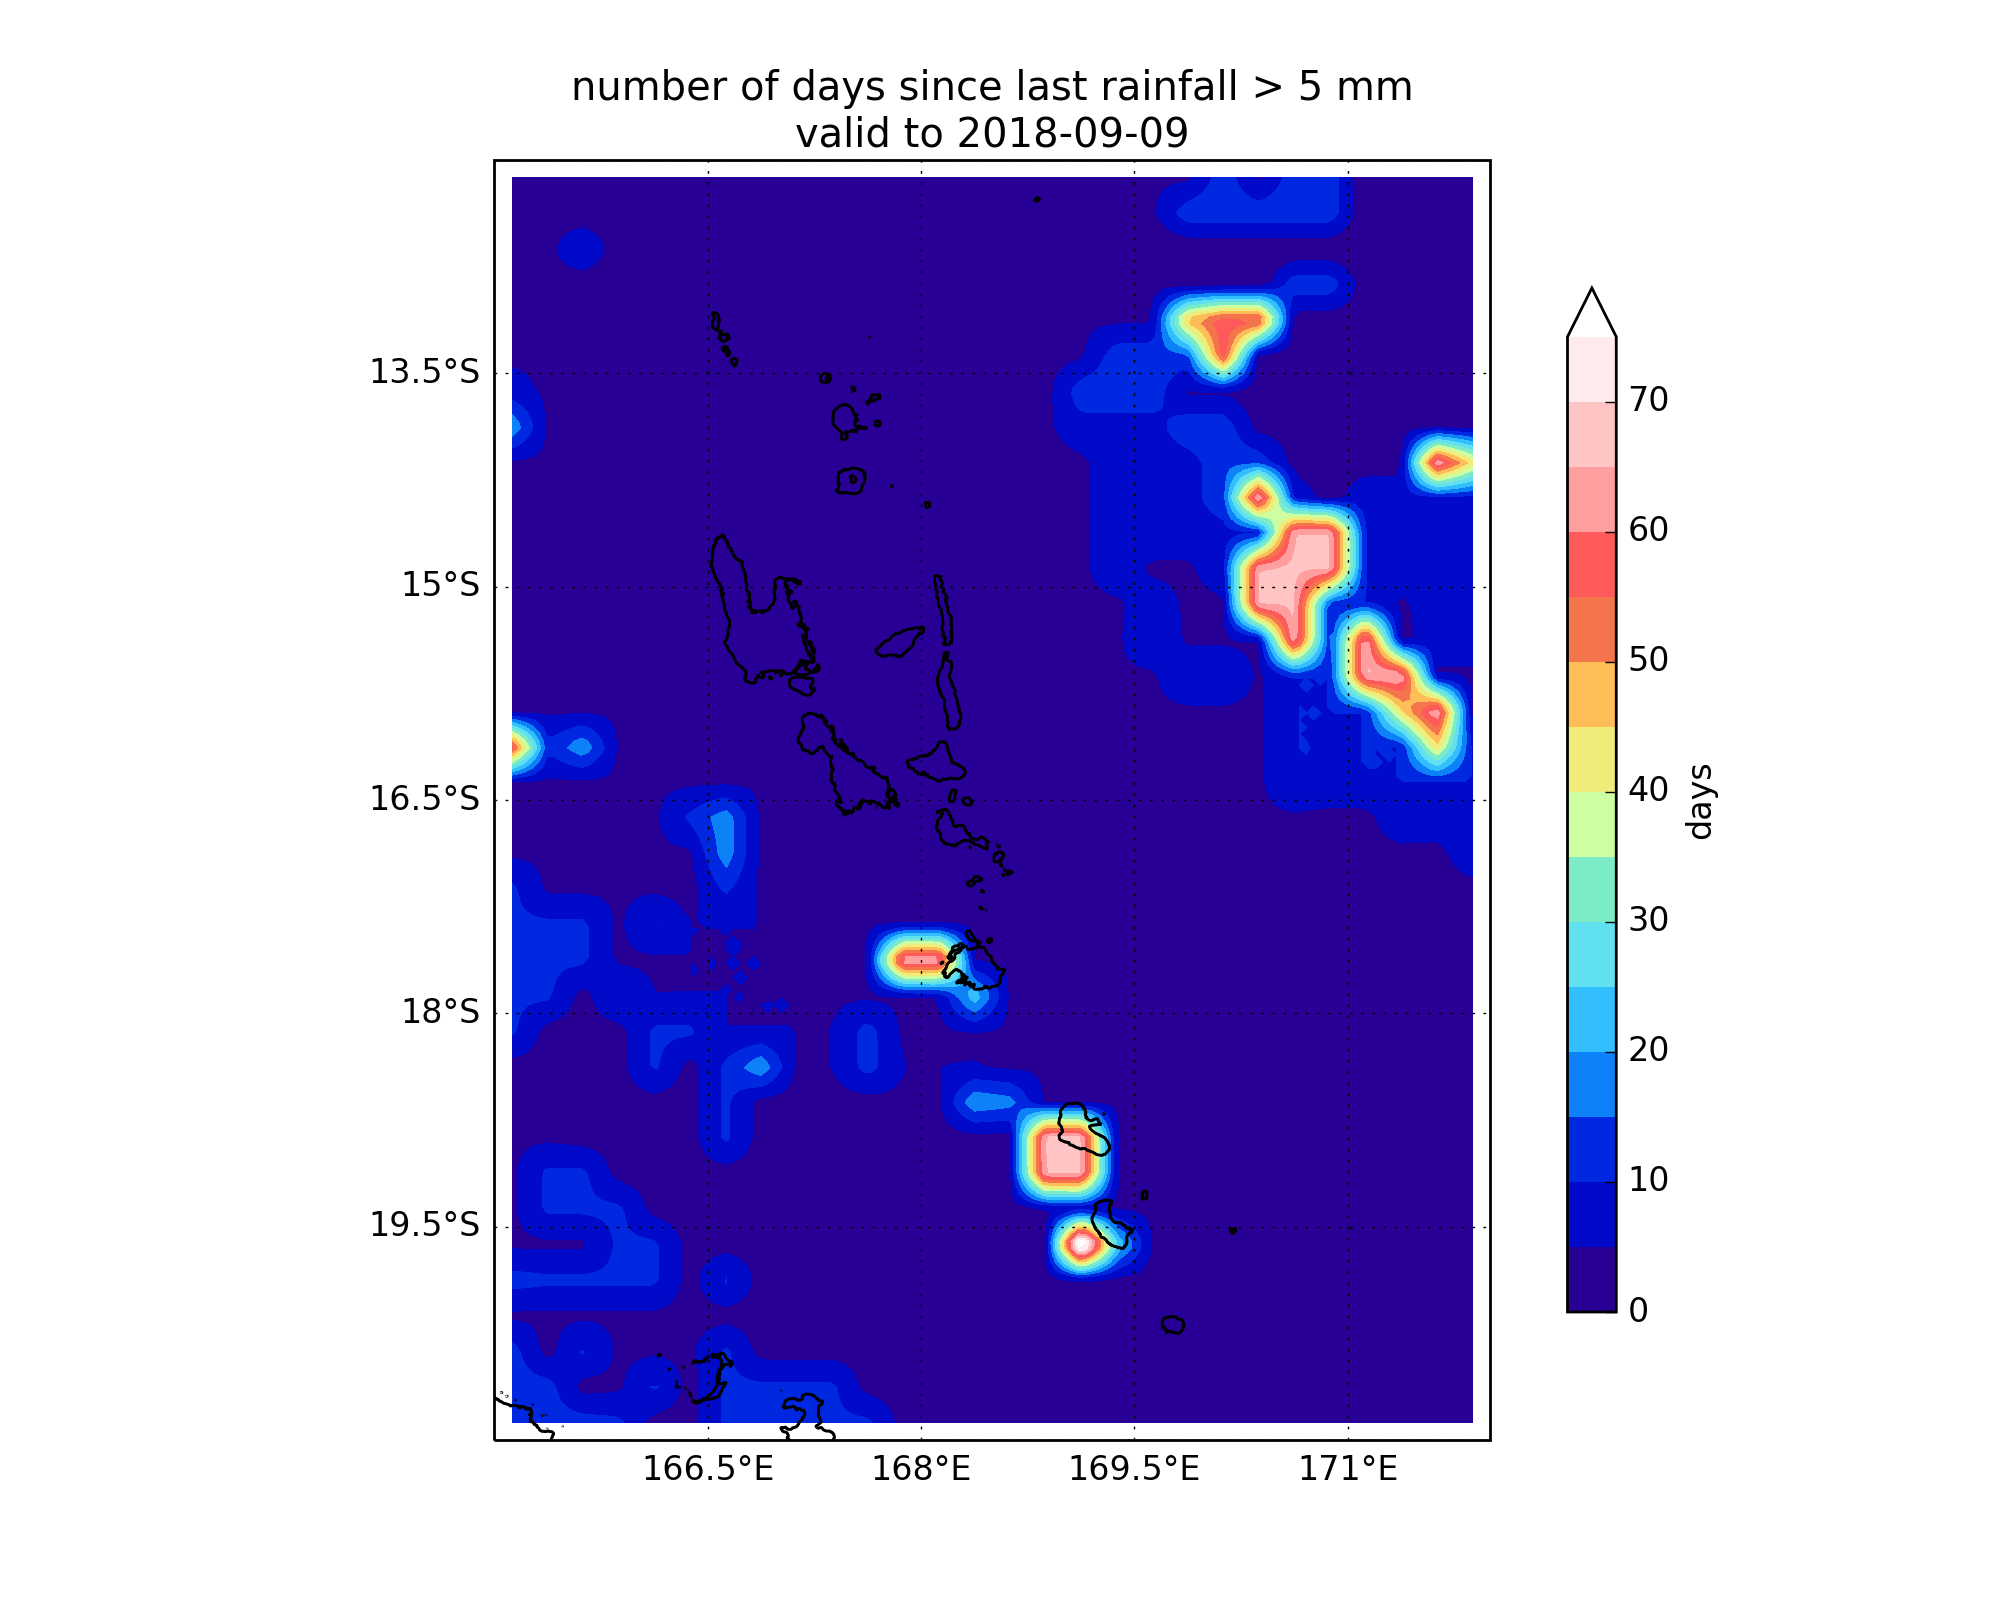 number of days since last rainfall > 5 mm
valid to 2018-09-09
13.5°S
15°S
16.5°S
18°S
19.5°S
166.5°E
168°E
169.5°E
171°E
70
60
50
40
30
20
10
0
days